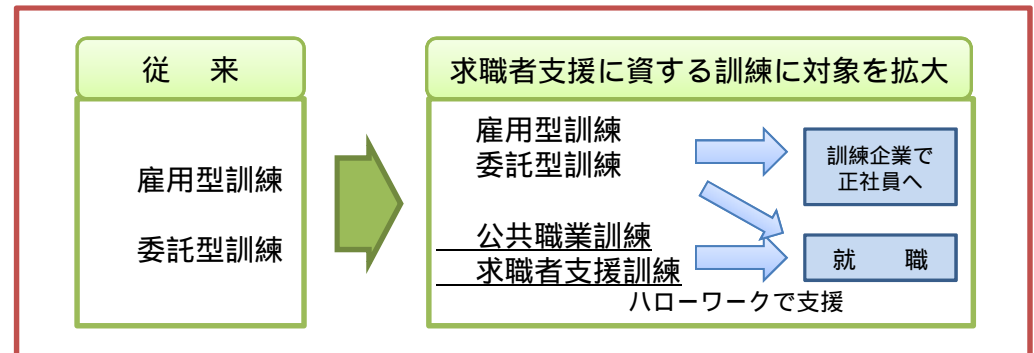 従　来
雇用型訓練
委託型訓練
求職者支援に資する訓練に対象を拡大
雇用型訓練
委託型訓練
公共職業訓練
求職者支援訓練
訓練企業で
正社員へ
就　職
ハローワークで支援